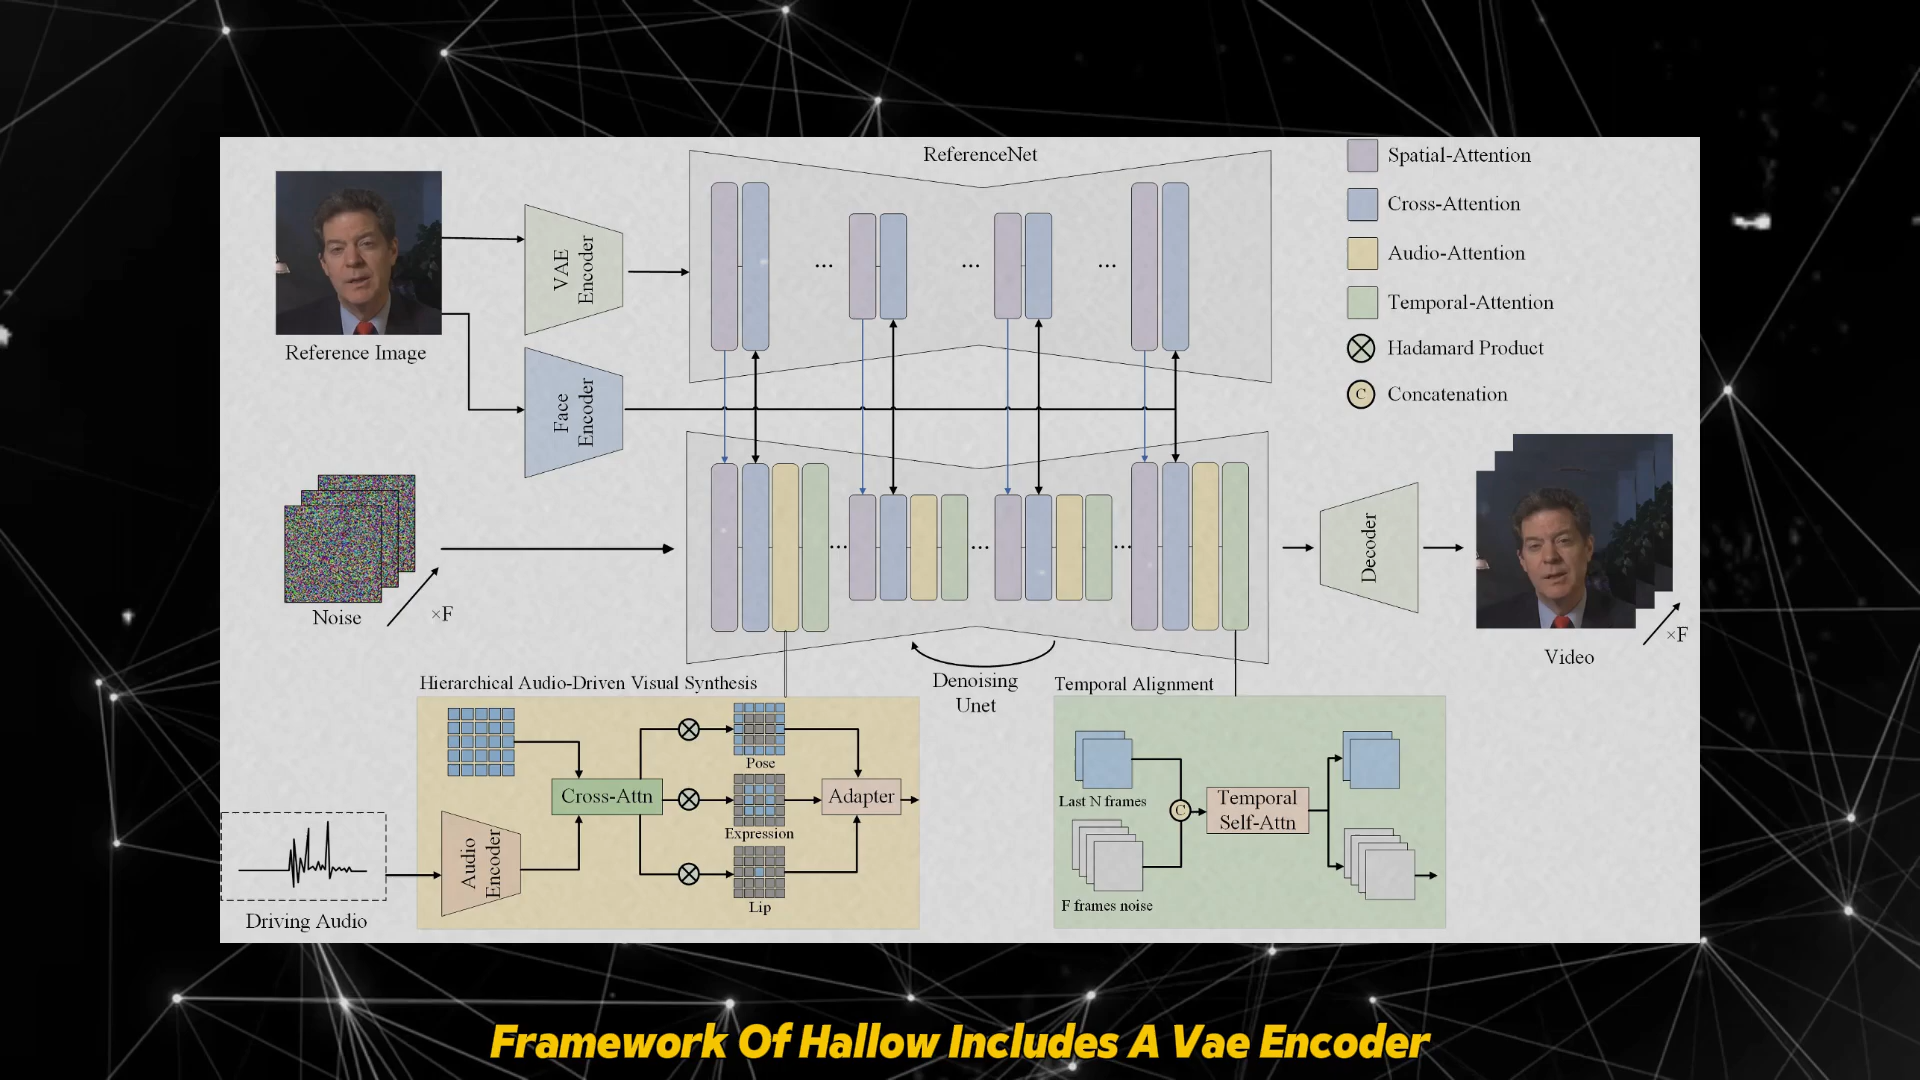 ReferenceNet
Reference Image
VAE
Encoder
Face
Encoder
Spatial-Attention
Cross-Attention
Audio-Attention
Temporal-Attention
Hadamard Product
C
Concatenation
...
...
...
Noise
×F
...
...
...
Decoder
Video
×F
Denoising
Unet
Hierarchical Audio-Driven Visual Synthesis
Driving Audio
Audio
Encoder
Cross-Attn
Pose
Expression
Lip
Adapter
Temporal Alignment
Last N frames
F frames noise
C
Temporal
Self-Attn
Framework Of Hallow Includes A Vae Encoder